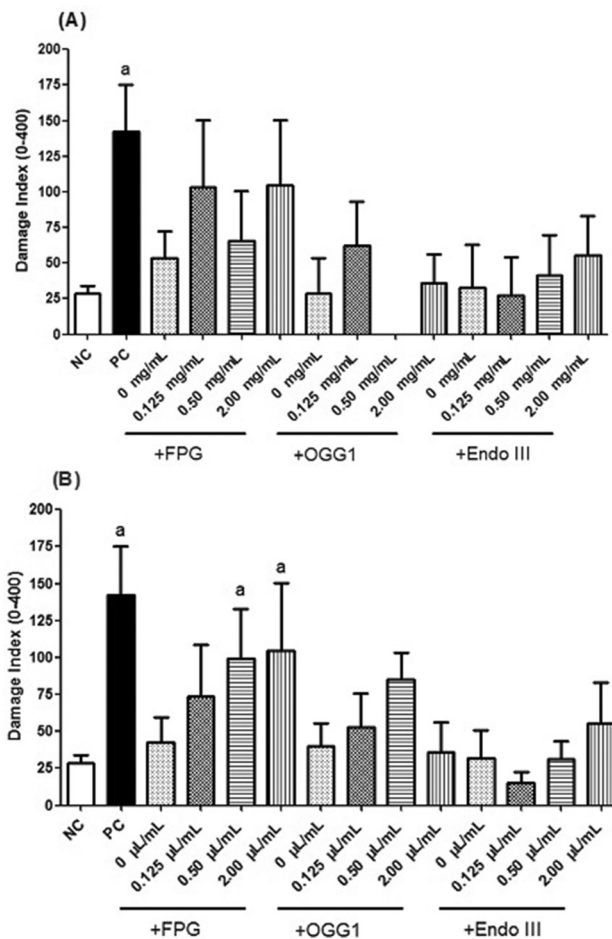 (A)
a
Damage Index (0-400)
200
175
150
125
100
75
50
25
0
NC
PC
0 mg/mL
0.125 mg/mL
0.50 mg/mL
2.00 mg/mL
0 mg/mL
0.125 mg/mL
0.50 mg/mL
2.00 mg/mL
0 mg/mL
0.125 mg/mL
0.50 mg/mL
2.00 mg/mL
+FPG
+OGG1
+Endo III
(B)
a
a
a
Damage Index (0-400)
200
175
150
125
100
75
50
25
0
NC
PC
0 µL/mL
0.125 µL/mL
0.50 µL/mL
2.00 µL/mL
0 µL/mL
0.125 µL/mL
0.50 µL/mL
2.00 µL/mL
0 µL/mL
0.125 µL/mL
0.50 µL/mL
2.00 µL/mL
+FPG
+OGG1
+Endo III